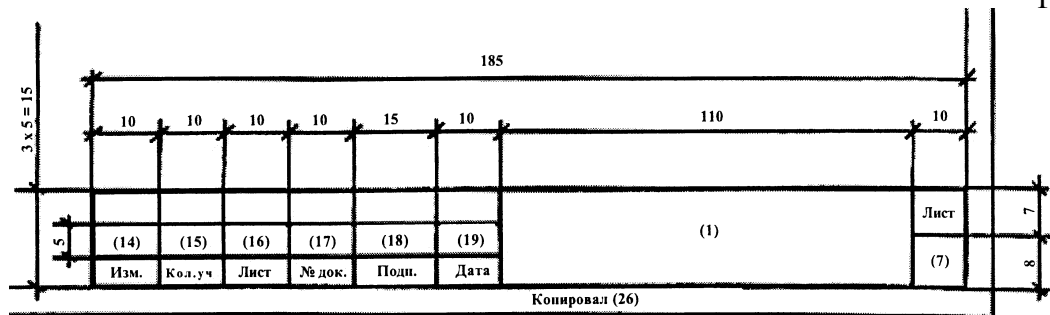 185
3 x 5 = 15
10 10 10 10 15 10 110 10
Лист 7
5 (14) (15) (16) (17) (18) (19) (1)
(7) 8
Изм. Кол.уч Лист № док. Подп. Дата
Копировал (26)